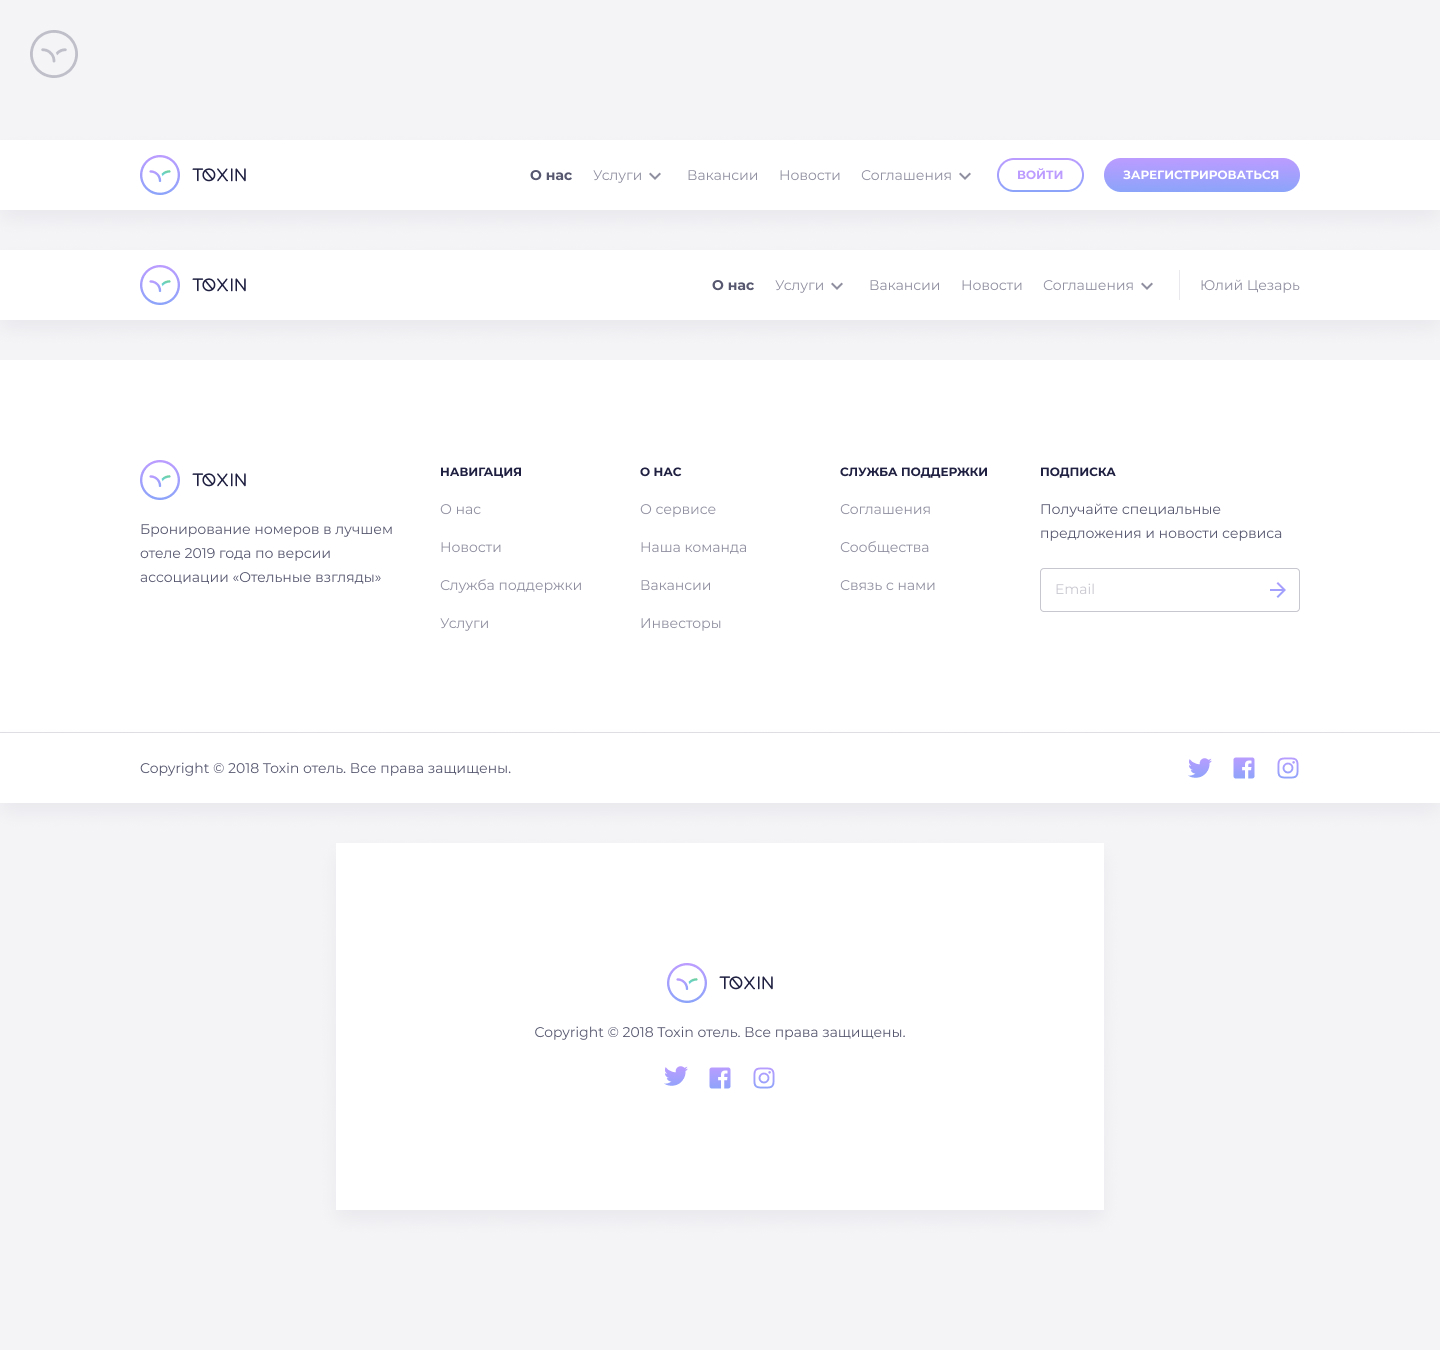 TOXIN О нас Услуги Вакансии Новости Соглашения ВОЙТИ ЗАРЕГИСТРИРОВАТЬСЯ
TOXIN О нас Услуги Вакансии Новости Соглашения Юлий Цезарь
TOXIN
Бронирование номеров в лучшем
отеле 2019 года по версии
ассоциации «Отельные взгляды»
НАВИГАЦИЯ
О нас
Новости
Служба поддержки
Услуги
О НАС
О сервисе
Наша команда
Вакансии
Инвесторы
СЛУЖБА ПОДДЕРЖКИ
Соглашения
Сообщества
Связь с нами
ПОДПИСКА
Получайте специальные
предложения и новости сервиса
Email
Copyright © 2018 Toxin отель. Все права защищены.
TOXIN
Copyright © 2018 Toxin отель. Все права защищены.